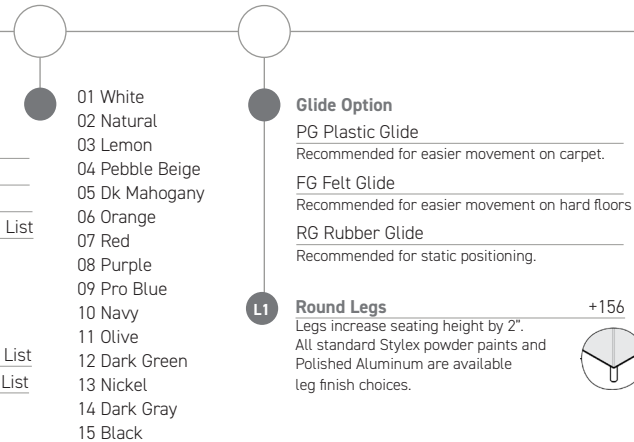 List
List
List
01 White
02 Natural
03 Lemon
04 Pebble Beige
05 Dk Mahogany
06 Orange
07 Red
08 Purple
09 Pro Blue
10 Navy
11 Olive
12 Dark Green
13 Nickel
14 Dark Gray
15 Black
Glide Option
PG Plastic Glide
Recommended for easier movement on carpet.
FG Felt Glide
Recommended for easier movement on hard floors
RG Rubber Glide
Recommended for static positioning.
L1 Round Legs +156
Legs increase seating height by 2".
All standard Stylex powder paints and
Polished Aluminum are available
leg finish choices.